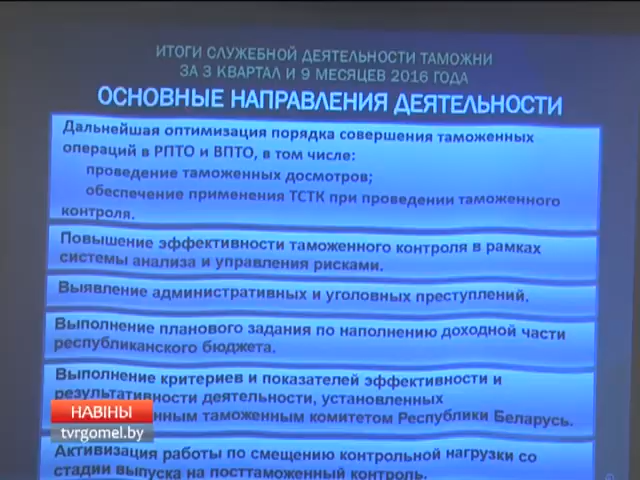 ИТОГИ СЛУЖЕБНОЙ ДЕЯТЕЛЬНОСТИ ТАМОЖНИ
ЗА 3 КВАРТАЛ И 9 МЕСЯЦЕВ 2016 ГОДА
ОСНОВНЫЕ НАПРАВЛЕНИЯ ДЕЯТЕЛЬНОСТИ
Дальнейшая оптимизация порядка совершения таможенных
операций в РПТО и ВПТО, в том числе:
проведение таможенных досмотров;
обеспечение применения ТСТК при проведении таможенного
контроля.
Повышение эффективности таможенного контроля в рамках
системы анализа и управления рисками.
Выявление административных и уголовных преступлений.
Выполнение планового задания по наполнению доходной части
республиканского бюджета.
Выполнение критериев и показателей эффективности и
результативности деятельности, установленных
нным таможенным комитетом Республики Беларусь.
Активизация работы по смещению контрольной нагрузки со
стадии выпуска на посттаможенный контроль.
НАВІНЫ
tvrgomel.by